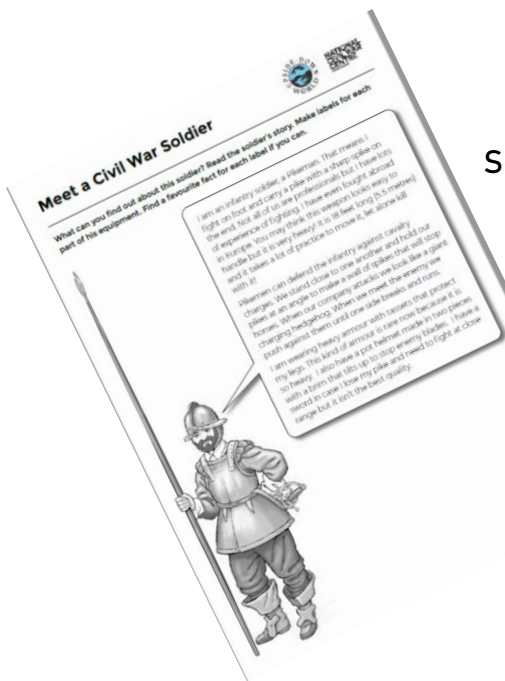 UPSIDE DOWN WORLD
NATIONAL
CIVIL WAR
CENTRE
Meet a Civil War Soldier
What can you find out about this soldier? Read the soldier's story. Make labels for each
part of his equipment. Find a favourite fact for each label if you can.
I am an infantry soldier, a Pikeman. That means I
fight on foot and carry a pike with a sharp spike on
the end. Not all of us are professionals but I have lots
of experience of fighting. I have even fought abroad
in Europe. You may think this weapon looks easy to
handle but it is very heavy! It is 18 feet long (5.5 metres)
and it takes a lot of practice to move it, let alone kill
with it!
Pikemen can defend the infantry against cavalry
charges. We stand close to one another and hold our
pikes at an angle to make a wall of spikes that will stop
horses. When our company attacks we look like a giant
charging hedgehog. When we meet the enemy we
push against them until one side breaks and runs.
I am wearing heavy armour with tassets that protect
my legs. This kind of armour is rare now because it is
so heavy. I also have a pot helmet made in two pieces
with a brim that tilts up to stop enemy blades. I have a
sword in case I lose my pike and need to fight at close
range but it isn't the best quality.
S